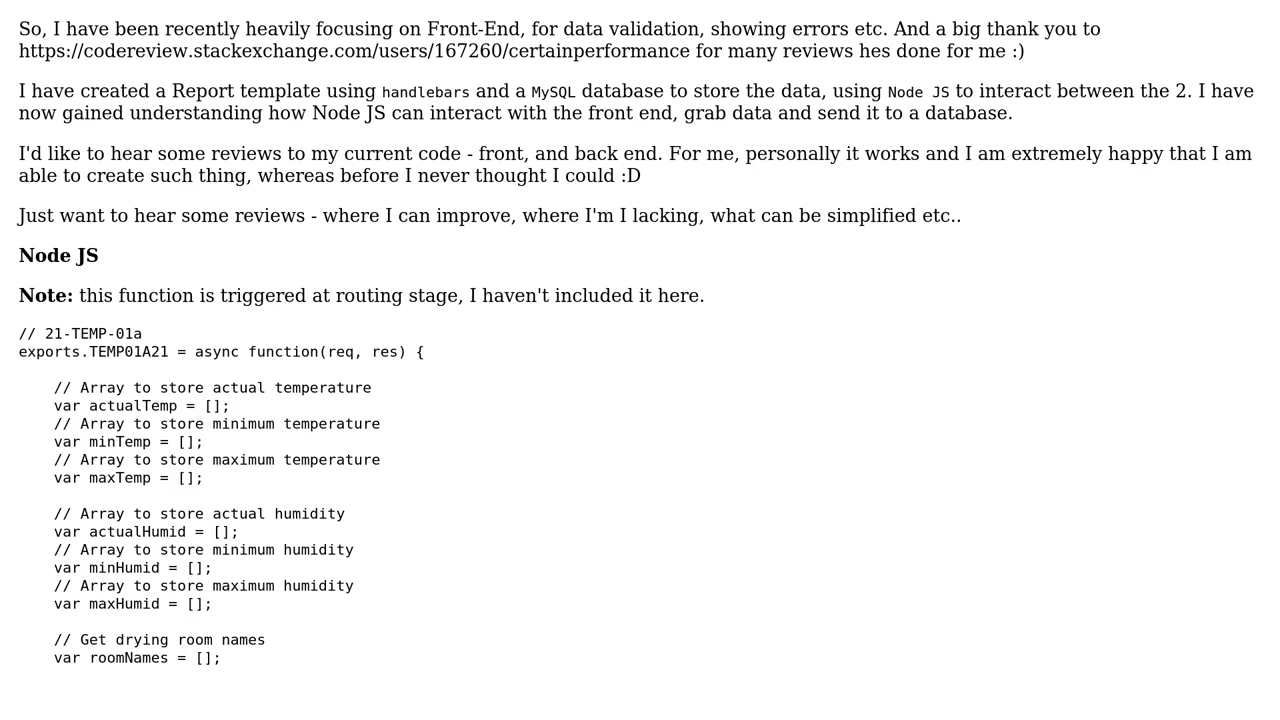 So, I have been recently heavily focusing on Front-End, for data validation, showing errors etc. And a big thank you to
https://codereview.stackexchange.com/users/167260/certainperformance for many reviews hes done for me :)
I have created a Report template using handlebars and a MySQL database to store the data, using Node JS to interact between the 2. I have
now gained understanding how Node JS can interact with the front end, grab data and send it to a database.
I'd like to hear some reviews to my current code - front, and back end. For me, personally it works and I am extremely happy that I am
able to create such thing, whereas before I never thought I could :D
Just want to hear some reviews - where I can improve, where I'm I lacking, what can be simplified etc..
Node JS
Note: this function is triggered at routing stage, I haven't included it here.
// 21-TEMP-01a
exports.TEMP01A21 = async function(req, res) {
    // Array to store actual temperature
    var actualTemp = [];
    // Array to store minimum temperature
    var minTemp = [];
    // Array to store maximum temperature
    var maxTemp = [];
    // Array to store actual humidity
    var actualHumid = [];
    // Array to store minimum humidity
    var minHumid = [];
    // Array to store maximum humidity
    var maxHumid = [];
    // Get drying room names
    var roomNames = [];